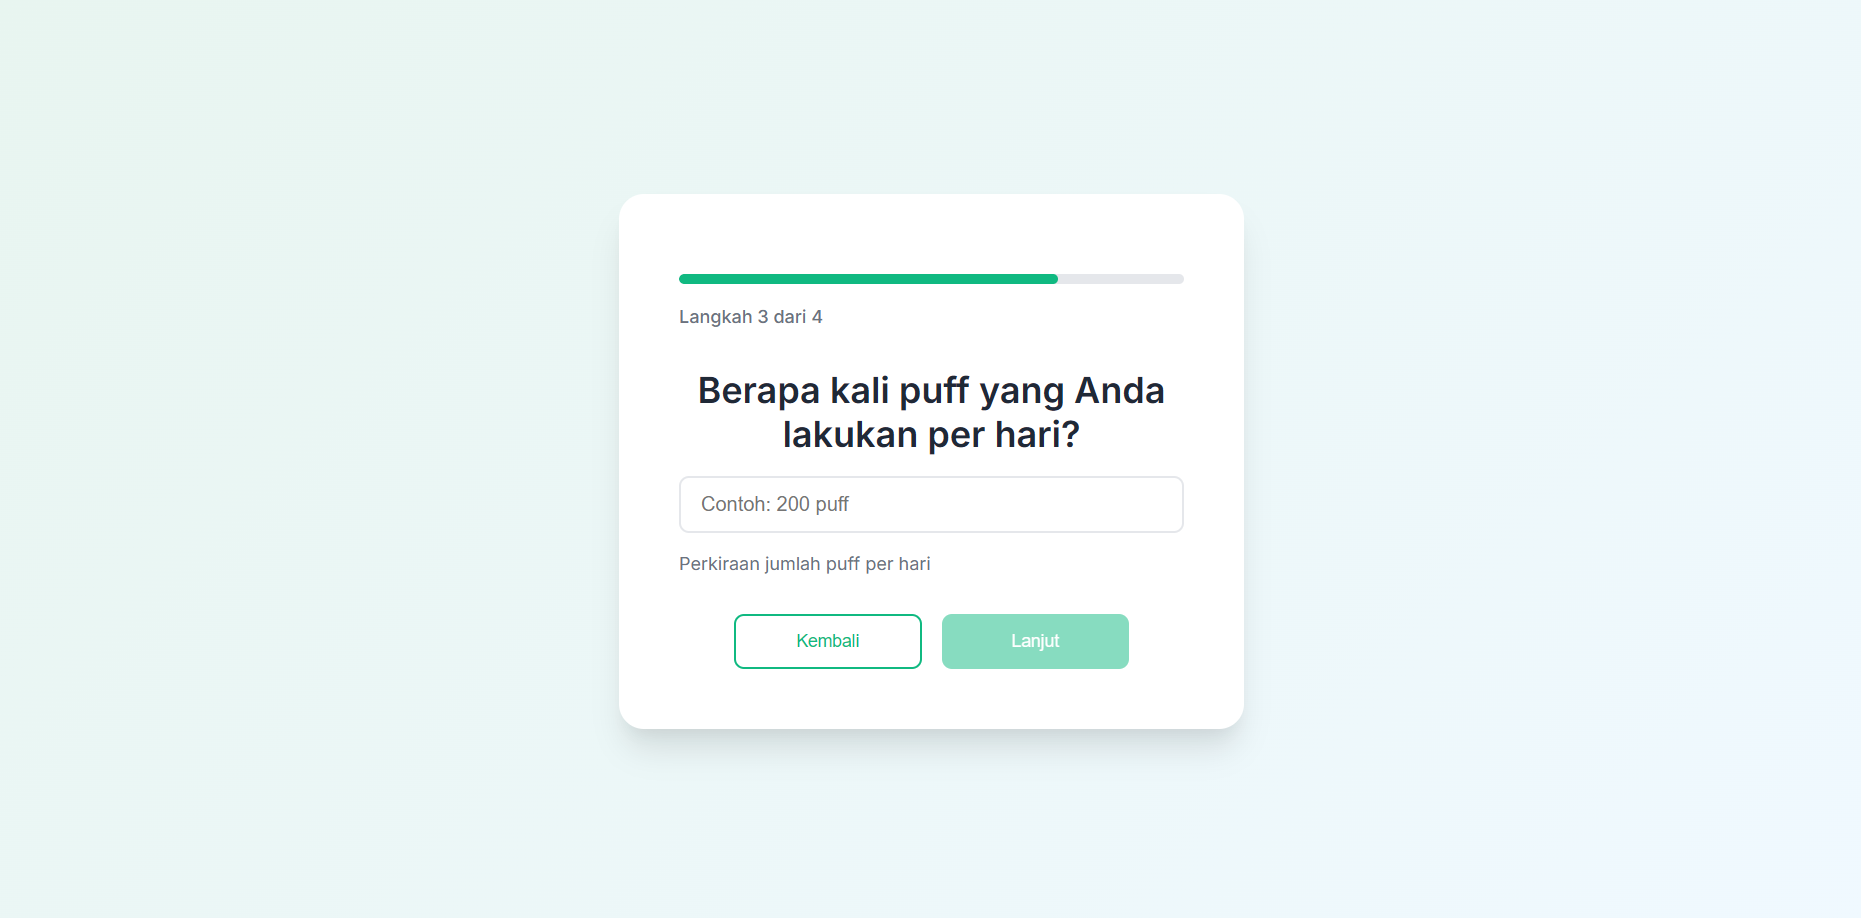 Langkah 3 dari 4
Berapa kali puff yang Anda
lakukan per hari?
Contoh: 200 puff
Perkiraan jumlah puff per hari
Kembali
Lanjut